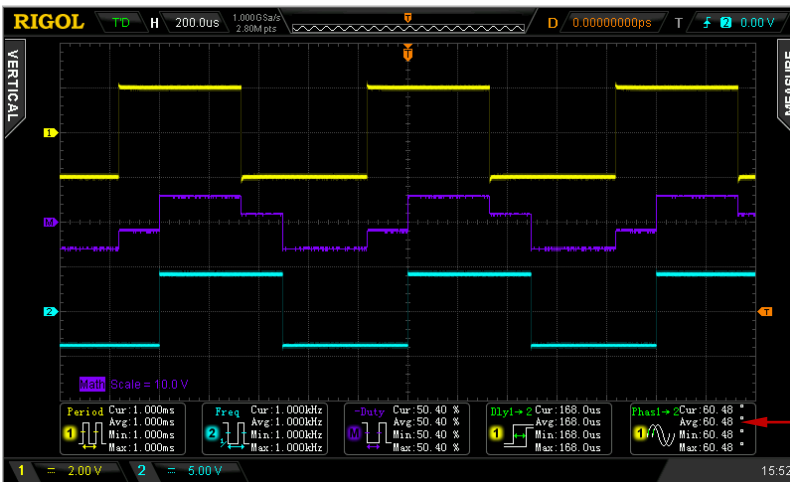 RIGOL T'D H 200.0us 1.000GSa/s 2.80M pts D 0.00000000ps T 2 0.00 V
T
VERTICAL
MEASURE
1
M
2
T
Math Scale = 10.0 V
Period Cur:1.000ms Avg:1.000ms Min:1.000ms Max:1.000ms
1
Freq Cur:1.000kHz Avg:1.000kHz Min:1.000kHz Max:1.000kHz
2
-Duty Cur:50.40 % Avg:50.40 % Min:50.40 % Max:50.40 %
M
Dly1→2 Cur:168.0us Avg:168.0us Min:168.0us Max:168.0us
1
Phas1→2 Cur:60.48 ° Avg:60.48 ° Min:60.48 ° Max:60.48 °
1
1 = 2.00 V 2 = 5.00 V 15:52